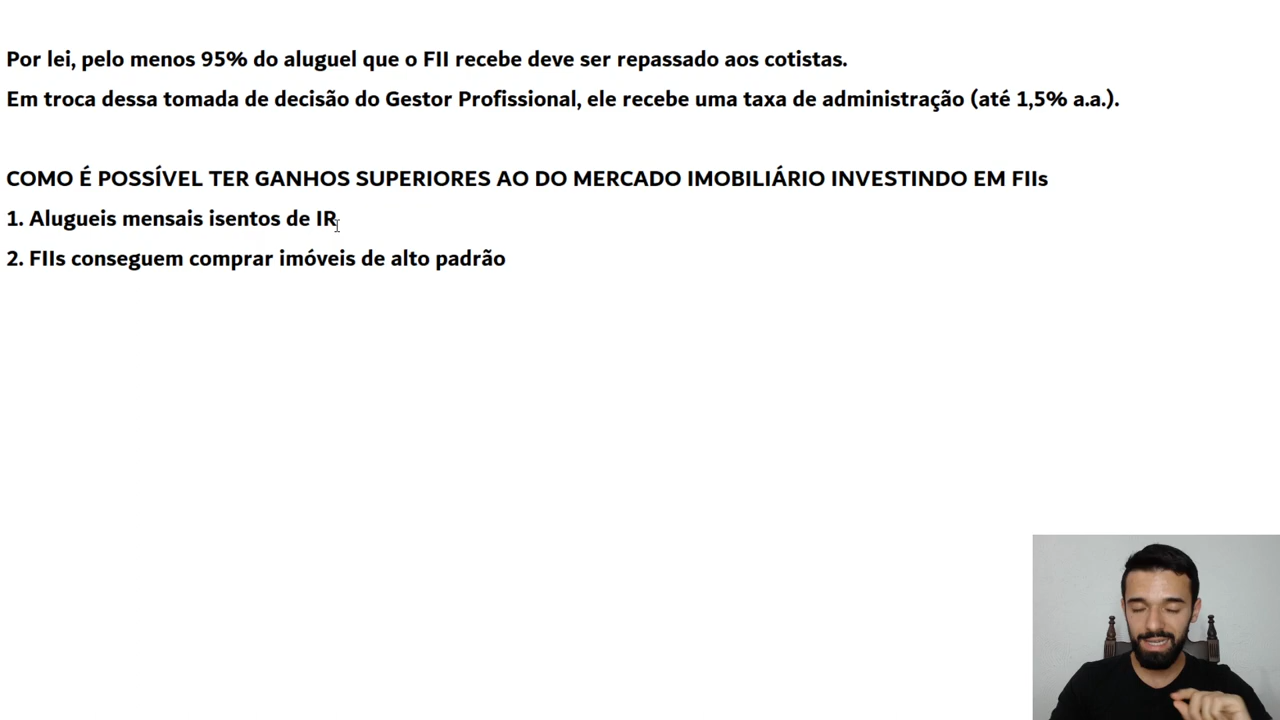 Por lei, pelo menos 95% do aluguel que o FII recebe deve ser repassado aos cotistas.
Em troca dessa tomada de decisão do Gestor Profissional, ele recebe uma taxa de administração (até 1,5% a.a.).
COMO É POSSÍVEL TER GANHOS SUPERIORES AO DO MERCADO IMOBILIÁRIO INVESTINDO EM FIIs
1. Alugueis mensais isentos de IR
2. FIIs conseguem comprar imóveis de alto padrão